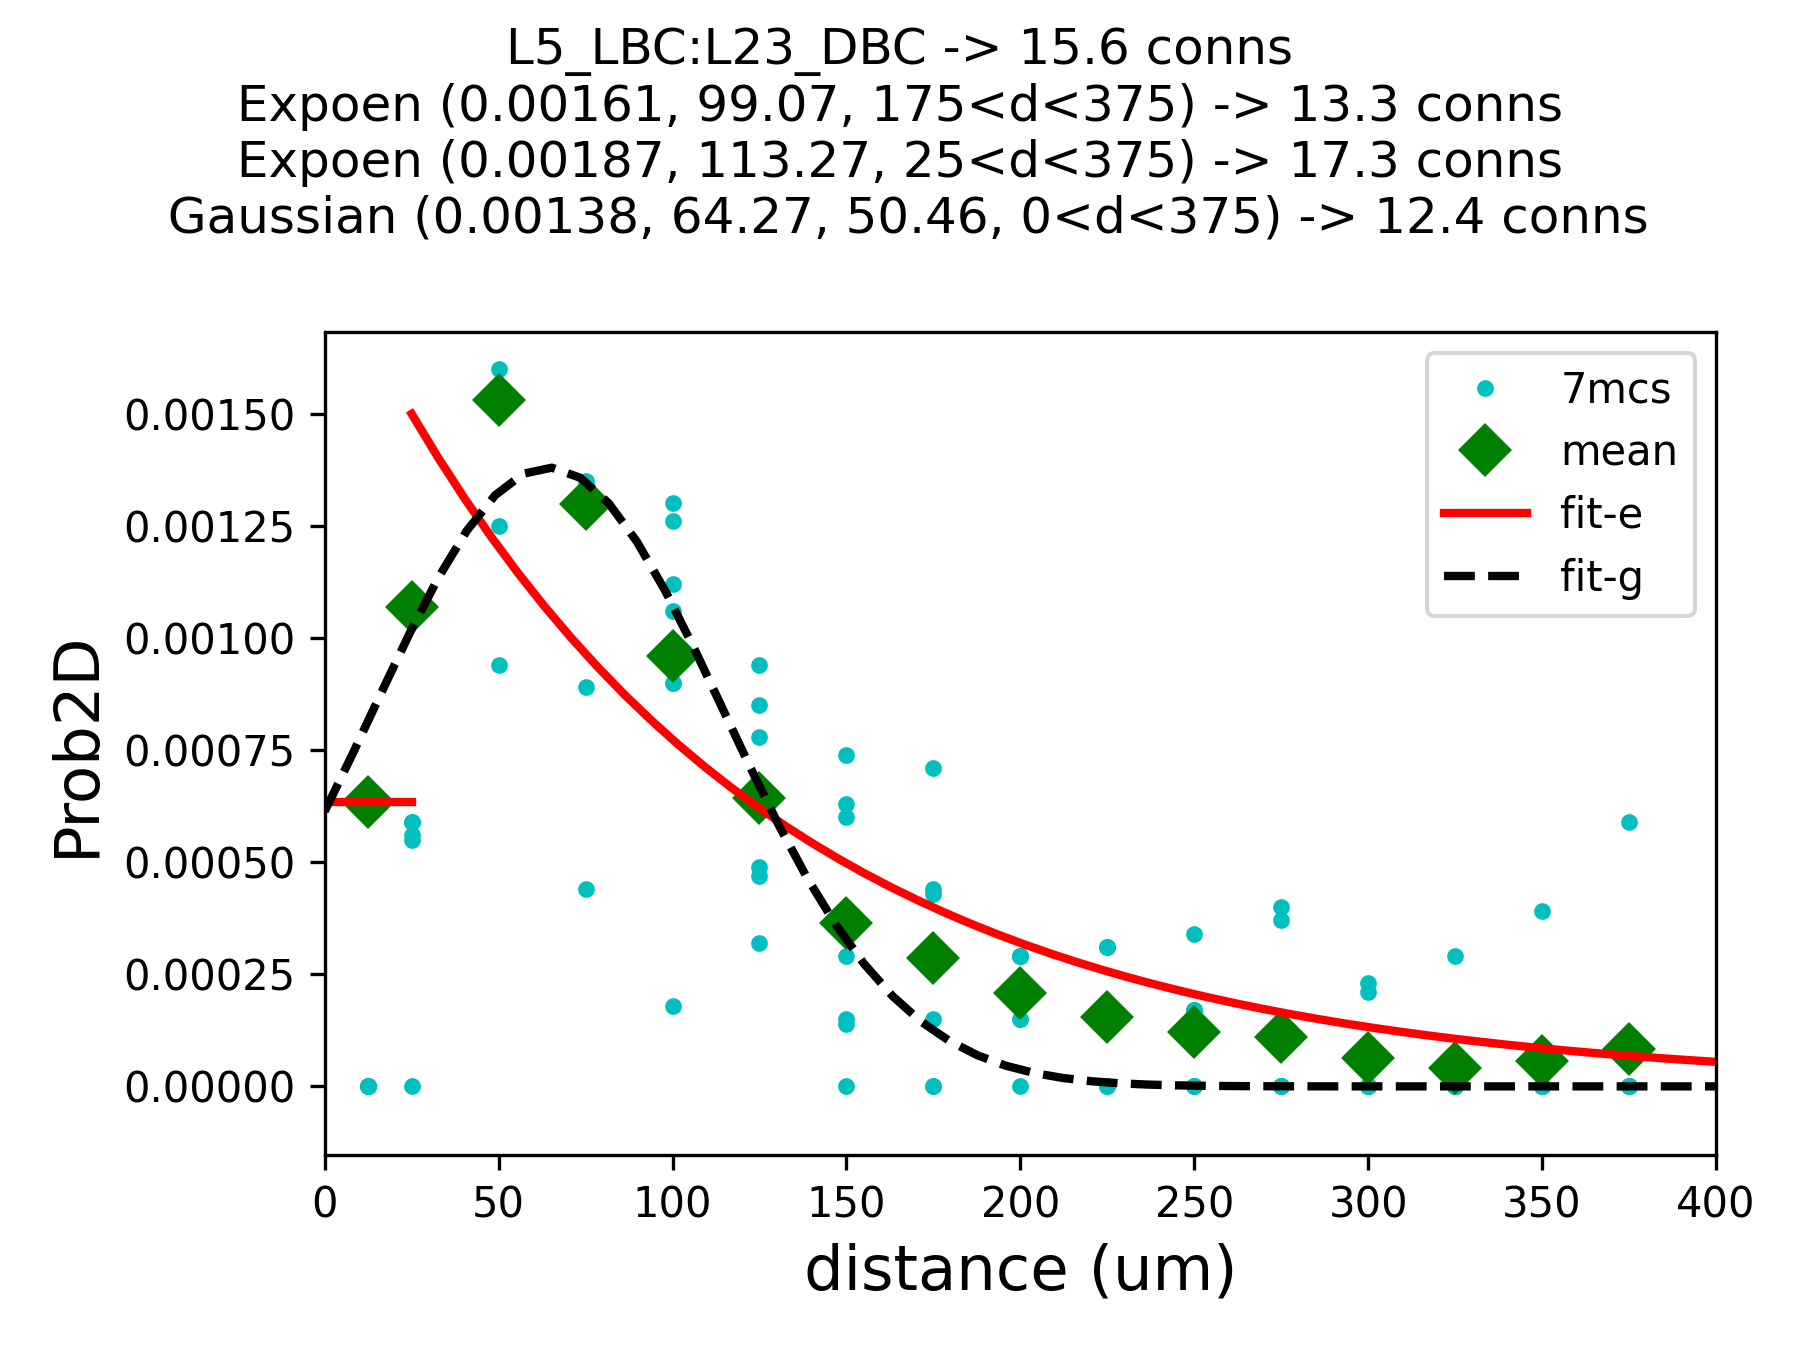 L5_LBC:L23_DBC -> 15.6 conns
Expoen (0.00161, 99.07, 175<d<375) -> 13.3 conns
Expoen (0.00187, 113.27, 25<d<375) -> 17.3 conns
Gaussian (0.00138, 64.27, 50.46, 0<d<375) -> 12.4 conns
7mcs
mean
fit-e
fit-g
Prob2D
0.00150
0.00125
0.00100
0.00075
0.00050
0.00025
0.00000
0 50 100 150 200 250 300 350 400
distance (um)